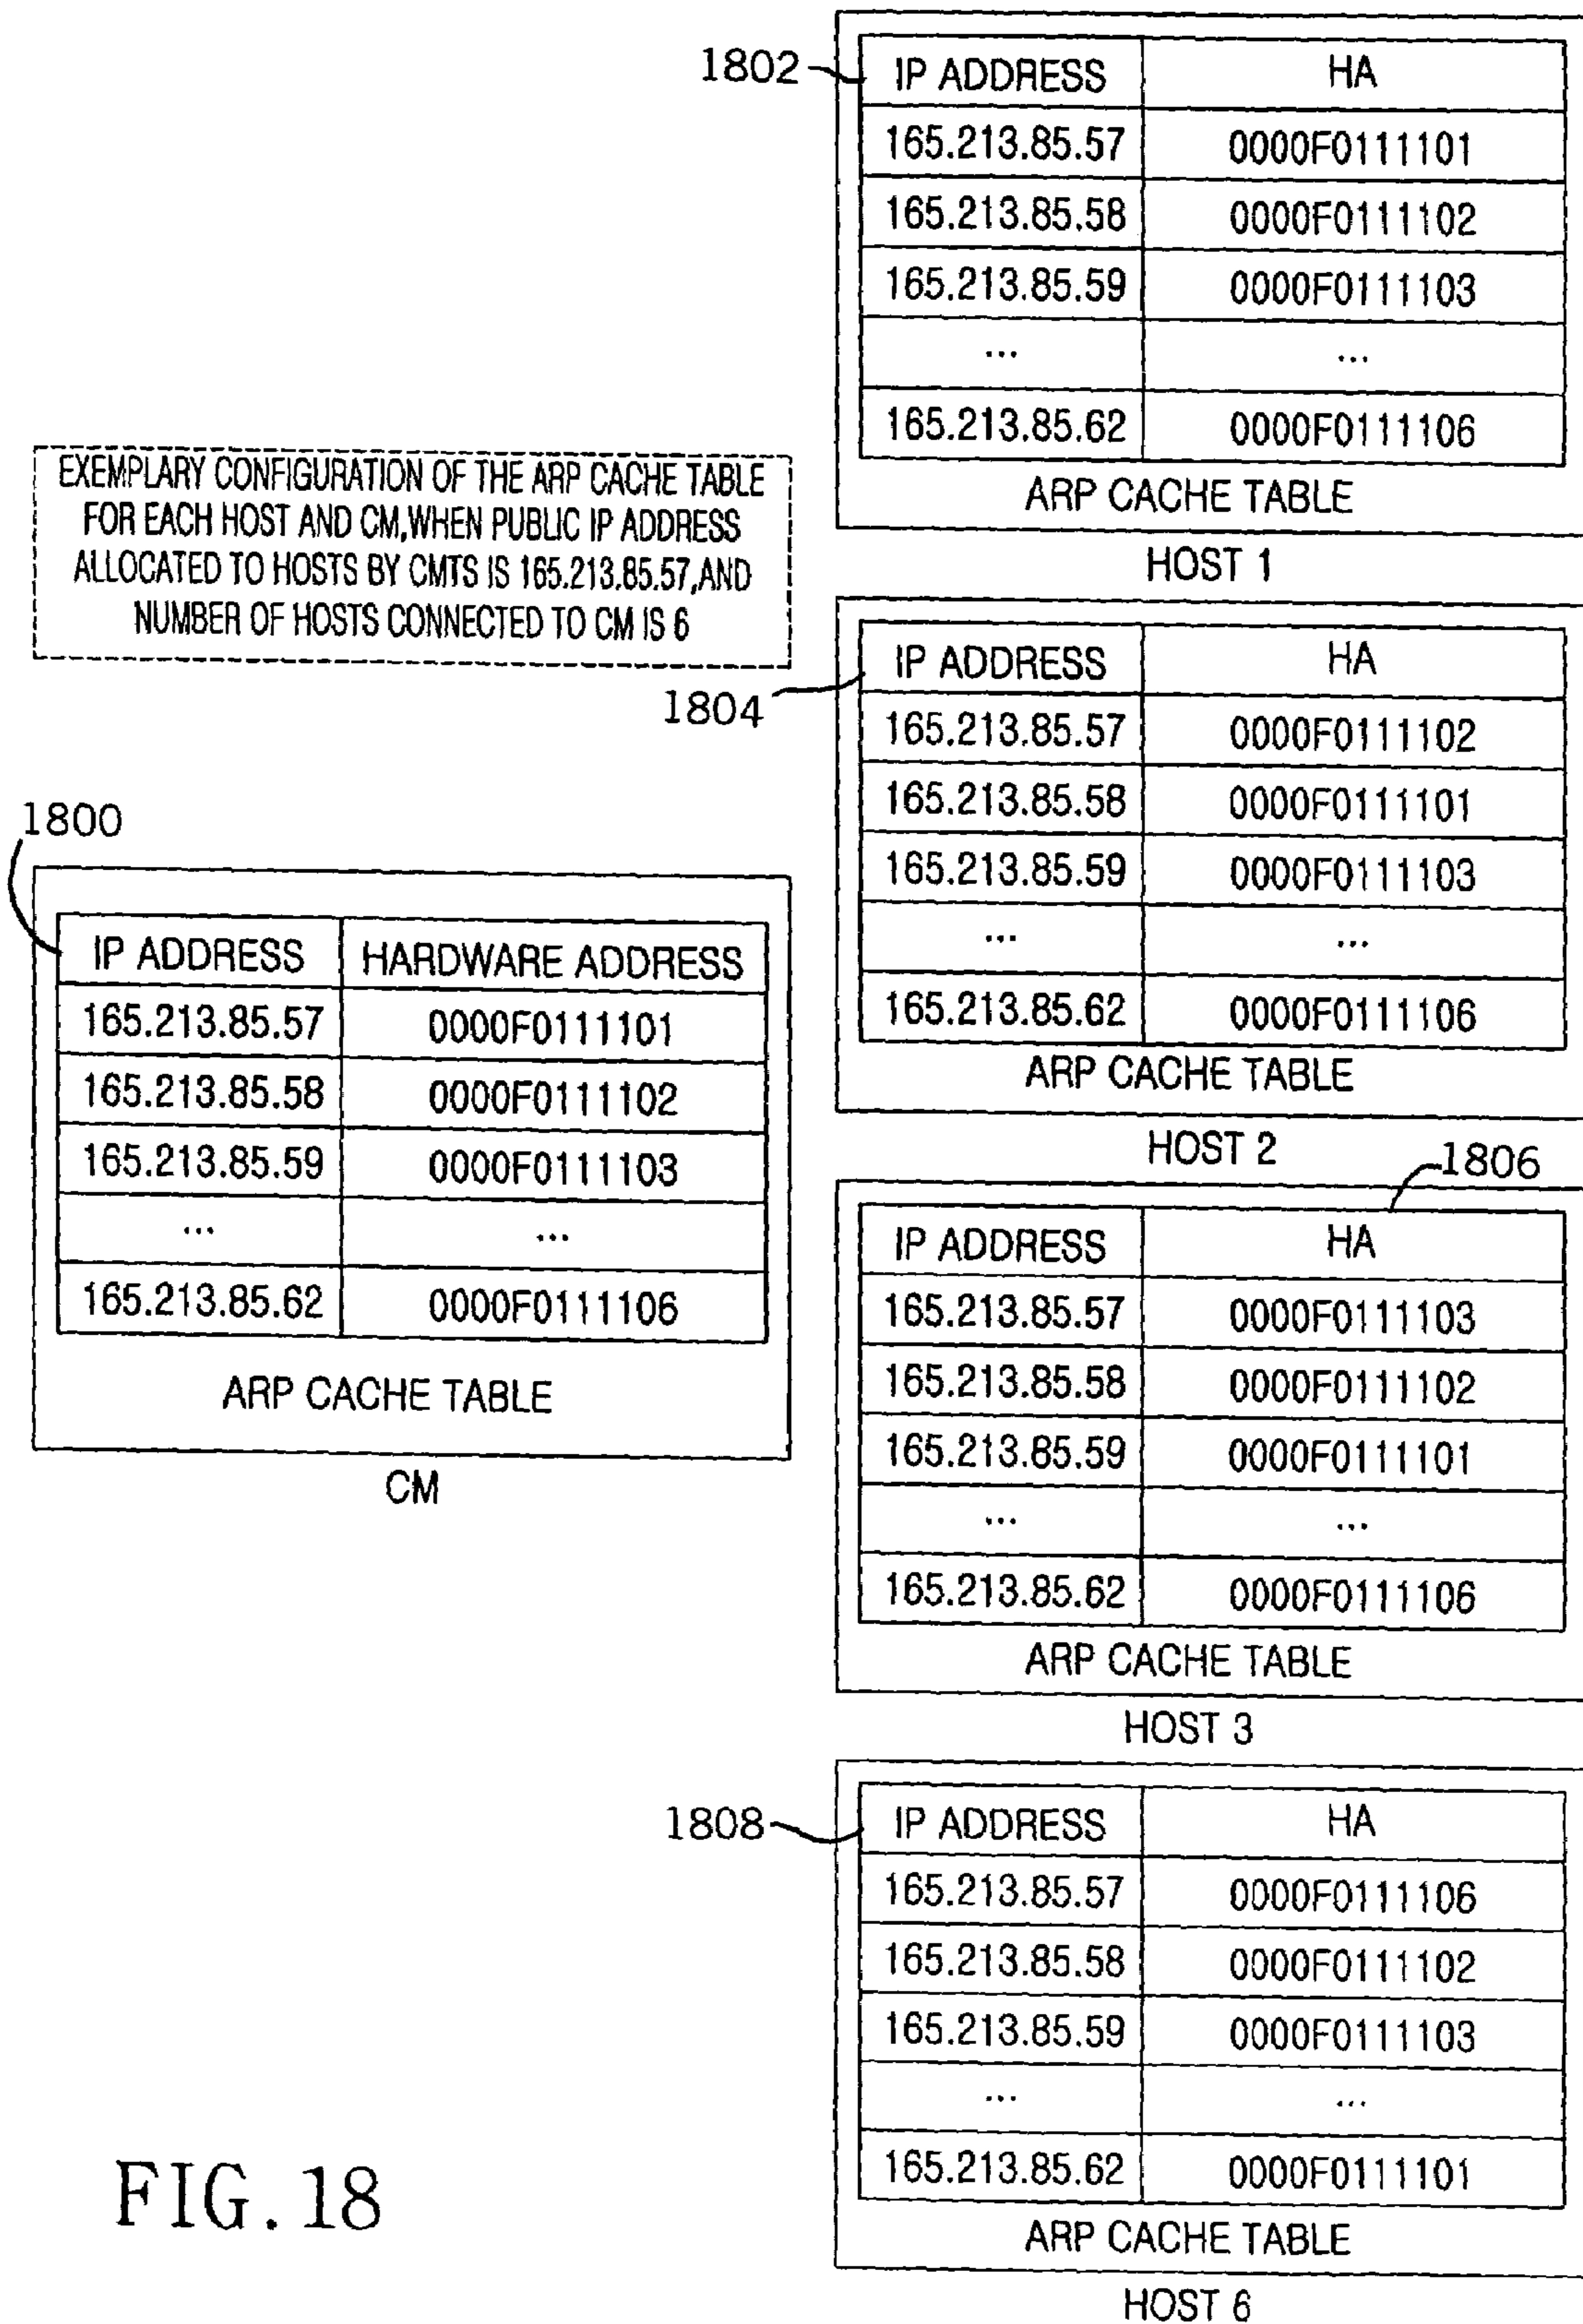 1802
IP ADDRESS HA
165.213.85.57 0000F0111101
165.213.85.58 0000F0111102
165.213.85.59 0000F0111103
... ...
165.213.85.62 0000F0111106
ARP CACHE TABLE
HOST 1
EXEMPLARY CONFIGURATION OF THE ARP CACHE TABLE
FOR EACH HOST AND CM,WHEN PUBLIC IP ADDRESS
ALLOCATED TO HOSTS BY CMTS IS 165.213.85.57,AND
NUMBER OF HOSTS CONNECTED TO CM IS 6
1804
IP ADDRESS HA
165.213.85.57 0000F0111102
165.213.85.58 0000F0111101
165.213.85.59 0000F0111103
... ...
165.213.85.62 0000F0111106
ARP CACHE TABLE
HOST 2
1800
IP ADDRESS HARDWARE ADDRESS
165.213.85.57 0000F0111101
165.213.85.58 0000F0111102
165.213.85.59 0000F0111103
... ...
165.213.85.62 0000F0111106
ARP CACHE TABLE
CM
1806
IP ADDRESS HA
165.213.85.57 0000F0111103
165.213.85.58 0000F0111102
165.213.85.59 0000F0111101
... ...
165.213.85.62 0000F0111106
ARP CACHE TABLE
HOST 3
1808
IP ADDRESS HA
165.213.85.57 0000F0111106
165.213.85.58 0000F0111102
165.213.85.59 0000F0111103
... ...
165.213.85.62 0000F0111101
ARP CACHE TABLE
HOST 6
FIG.18